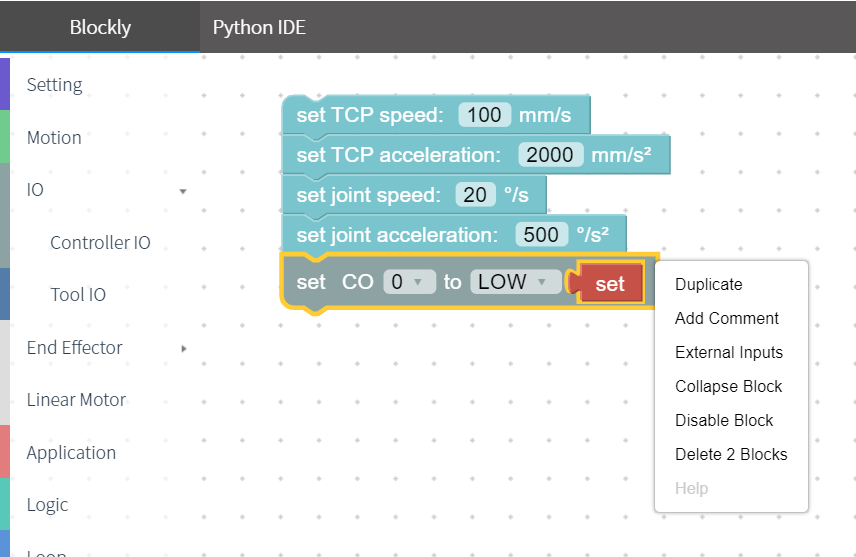 Blockly Python IDE
Setting
Motion
IO
Controller IO
Tool IO
End Effector
Linear Motor
Application
Logic
Loop
set TCP speed: 100 mm/s
set TCP acceleration: 2000 mm/s²
set joint speed: 20 °/s
set joint acceleration: 500 °/s²
set CO 0 to LOW set
Duplicate
Add Comment
External Inputs
Collapse Block
Disable Block
Delete 2 Blocks
Help